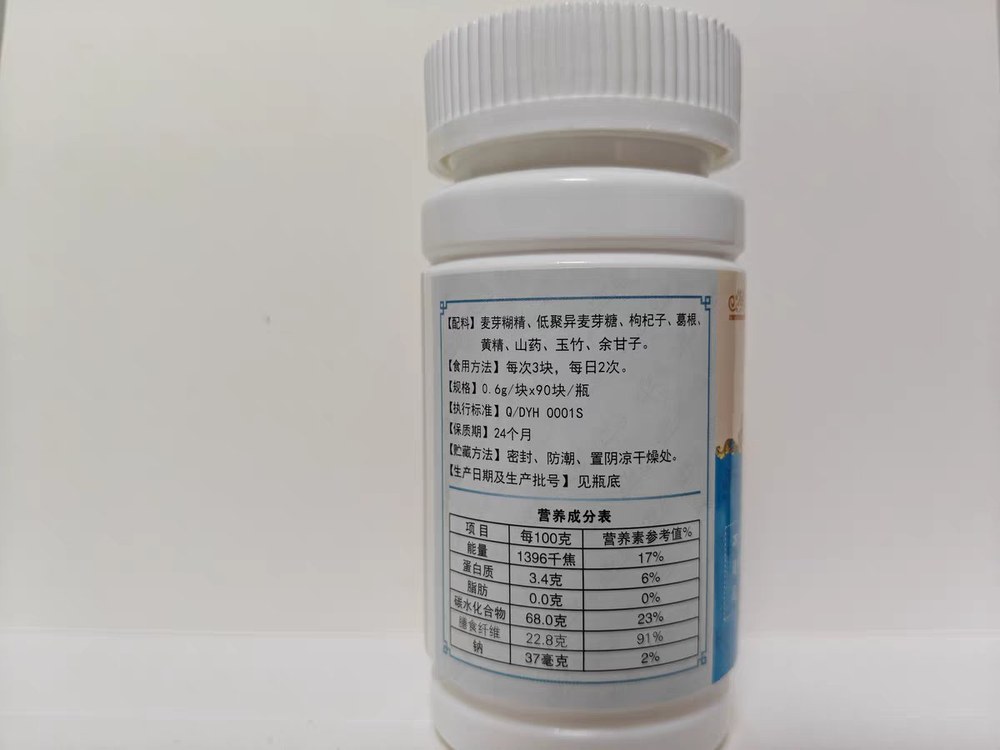 【配料】麦芽糊精、低聚异麦芽糖、枸杞子、葛根、
黄精、山药、玉竹、余甘子。
【食用方法】每次3块，每日2次。
【规格】0.6g/块x90块/瓶
【执行标准】Q/DYH 0001S
【保质期】24个月
【贮藏方法】密封、防潮、置阴凉干燥处。
【生产日期及生产批号】见瓶底
营养成分表
项目 每100克 营养素参考值%
能量 1396千焦 17%
蛋白质 3.4克 6%
脂肪 0.0克 0%
碳水化合物 68.0克 23%
膳食纤维 22.8克 91%
钠 37毫克 2%